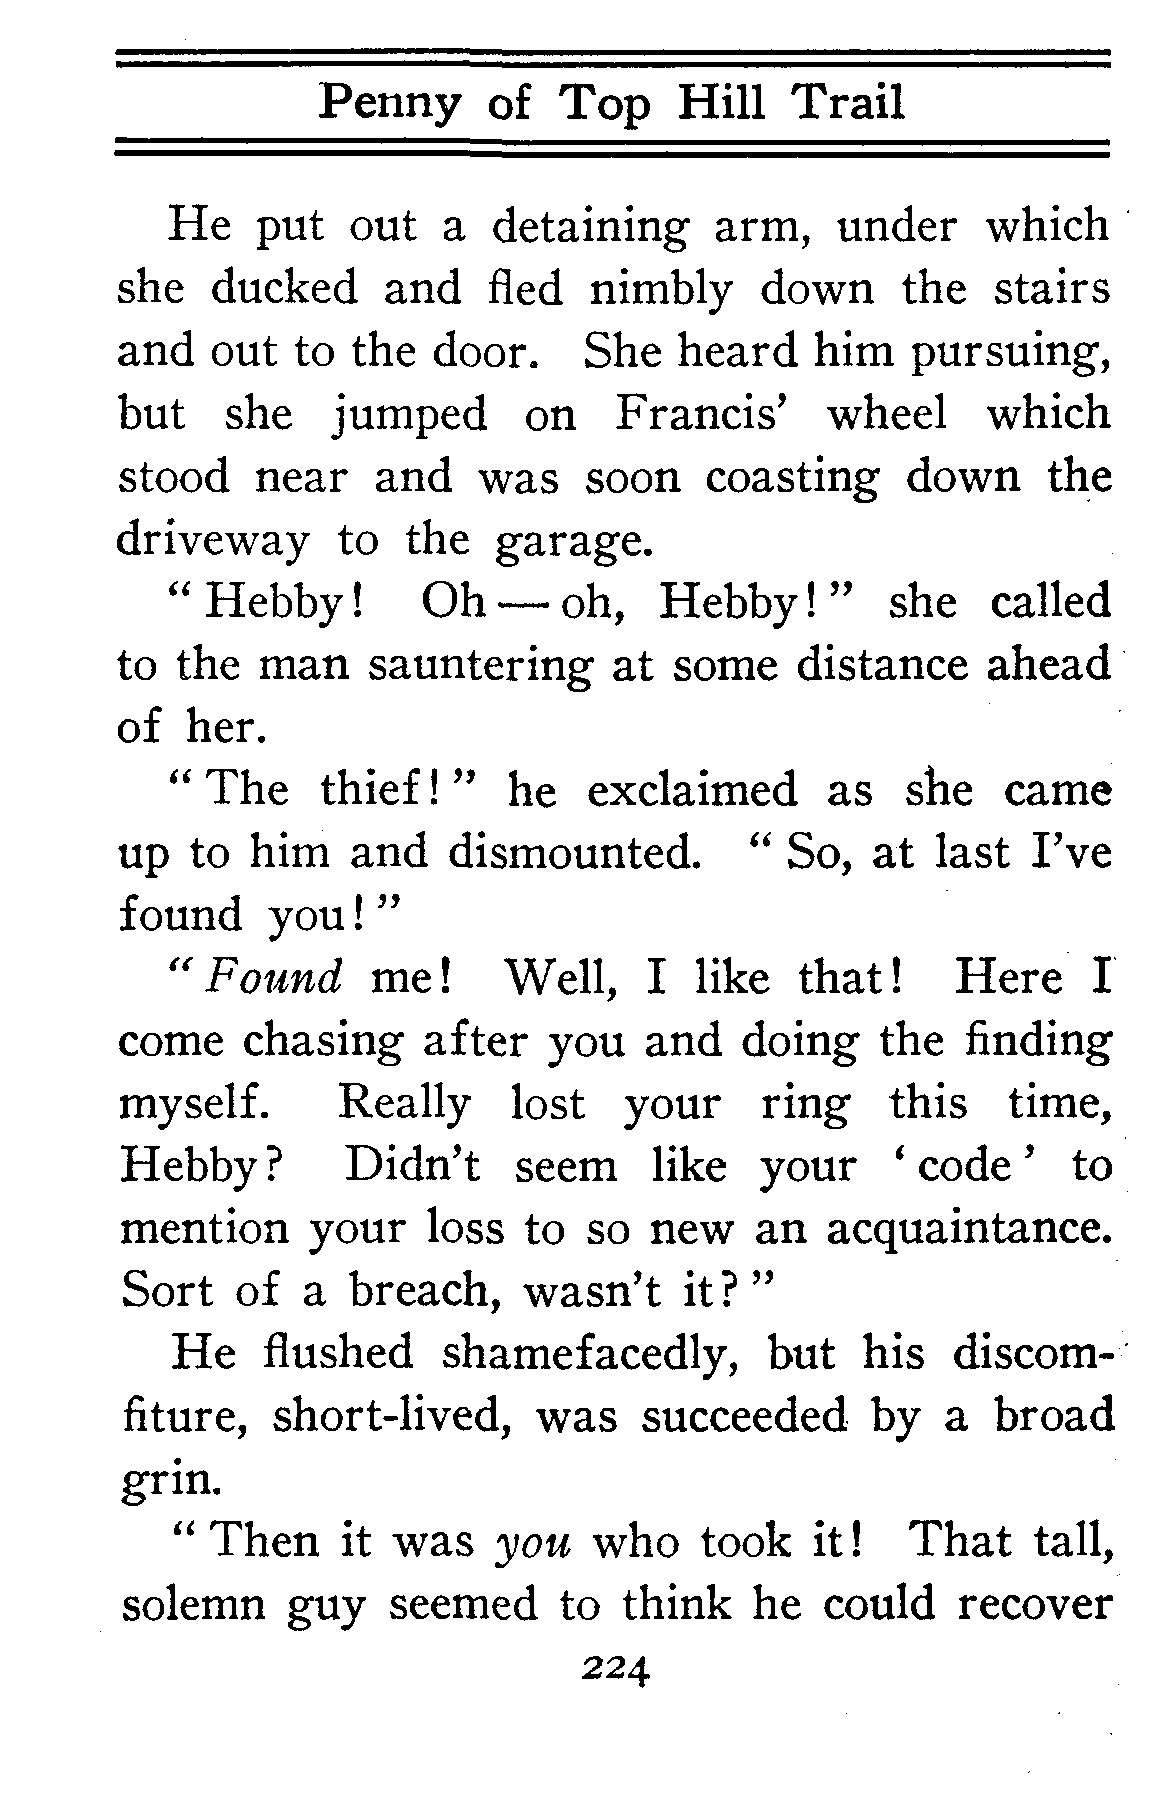 Penny of Top Hill Trail
He put out a detaining arm, under which
she ducked and fled nimbly down the stairs
and out to the door. She heard him pursuing,
but she jumped on Francis' wheel which
stood near and was soon coasting down the
driveway to the garage.
“ Hebby! Oh — oh, Hebby! ” she called
to the man sauntering at some distance ahead
of her.
“ The thief! ” he exclaimed as she came
up to him and dismounted. “ So, at last I've
found you! ”
“ Found me! Well, I like that! Here I
come chasing after you and doing the finding
myself. Really lost your ring this time,
Hebby? Didn't seem like your ‘ code ’ to
mention your loss to so new an acquaintance.
Sort of a breach, wasn't it? ”
He flushed shamefacedly, but his discom-
fiture, short-lived, was succeeded by a broad
grin.
“ Then it was you who took it! That tall,
solemn guy seemed to think he could recover
224